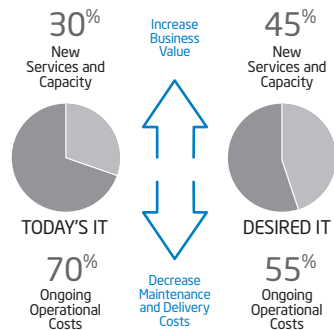 30%
New
Services and
Capacity
Increase
Business
Value
45%
New
Services and
Capacity
TODAY'S IT
DESIRED IT
70%
Ongoing
Operational
Costs
Decrease
Maintenance
and Delivery
Costs
55%
Ongoing
Operational
Costs